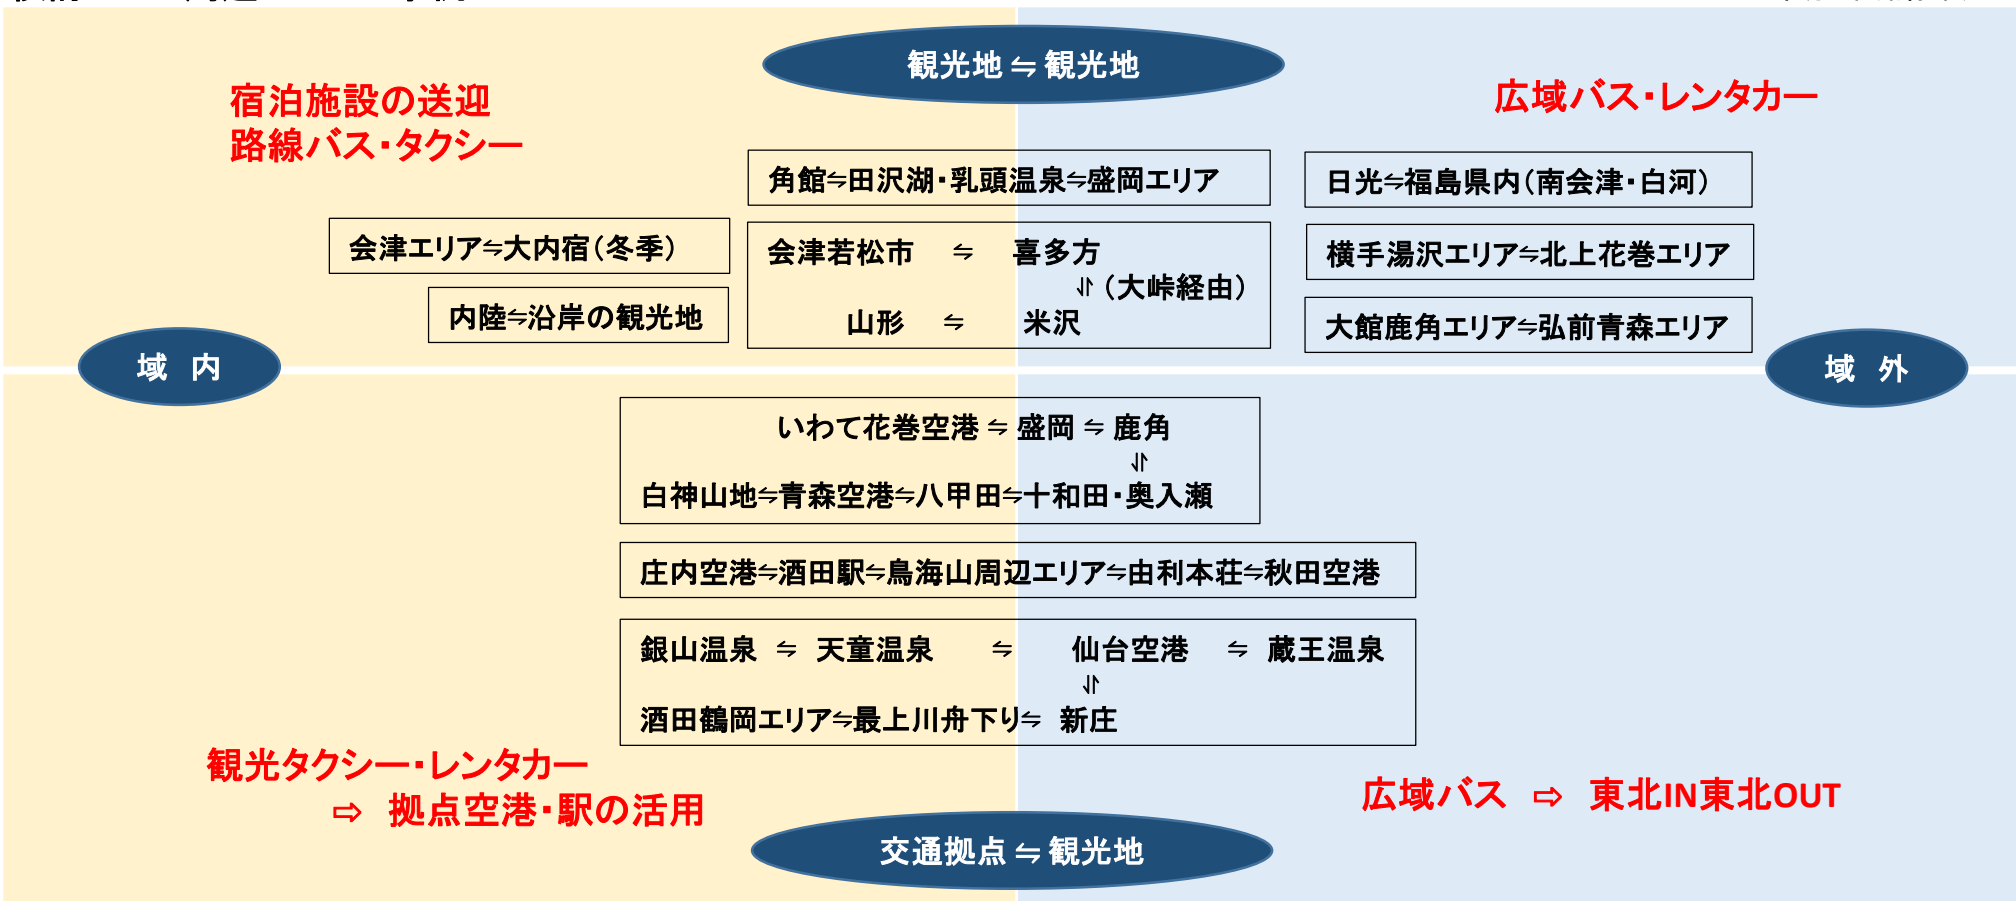 観光地 ⇋ 観光地
宿泊施設の送迎
路線バス・タクシー
広域バス・レンタカー
角館⇋田沢湖・乳頭温泉⇋盛岡エリア
日光⇋福島県内（南会津・白河）
会津エリア⇋大内宿（冬季）
会津若松市 ⇋ 喜多方
⥯（大峠経由）
山形 ⇋ 米沢
横手湯沢エリア⇋北上花巻エリア
内陸⇋沿岸の観光地
大館鹿角エリア⇋弘前青森エリア
域 内
域 外
いわて花巻空港 ⇋ 盛岡 ⇋ 鹿角
⥯
白神山地⇋青森空港⇋八甲田⇋十和田・奥入瀬
庄内空港⇋酒田駅⇋鳥海山周辺エリア⇋由利本荘⇋秋田空港
銀山温泉 ⇋ 天童温泉 ⇋ 仙台空港 ⇋ 蔵王温泉
⥯
酒田鶴岡エリア⇋最上川舟下り⇋ 新庄
観光タクシー・レンタカー
⇨ 拠点空港・駅の活用
広域バス ⇨ 東北IN東北OUT
交通拠点 ⇋ 観光地